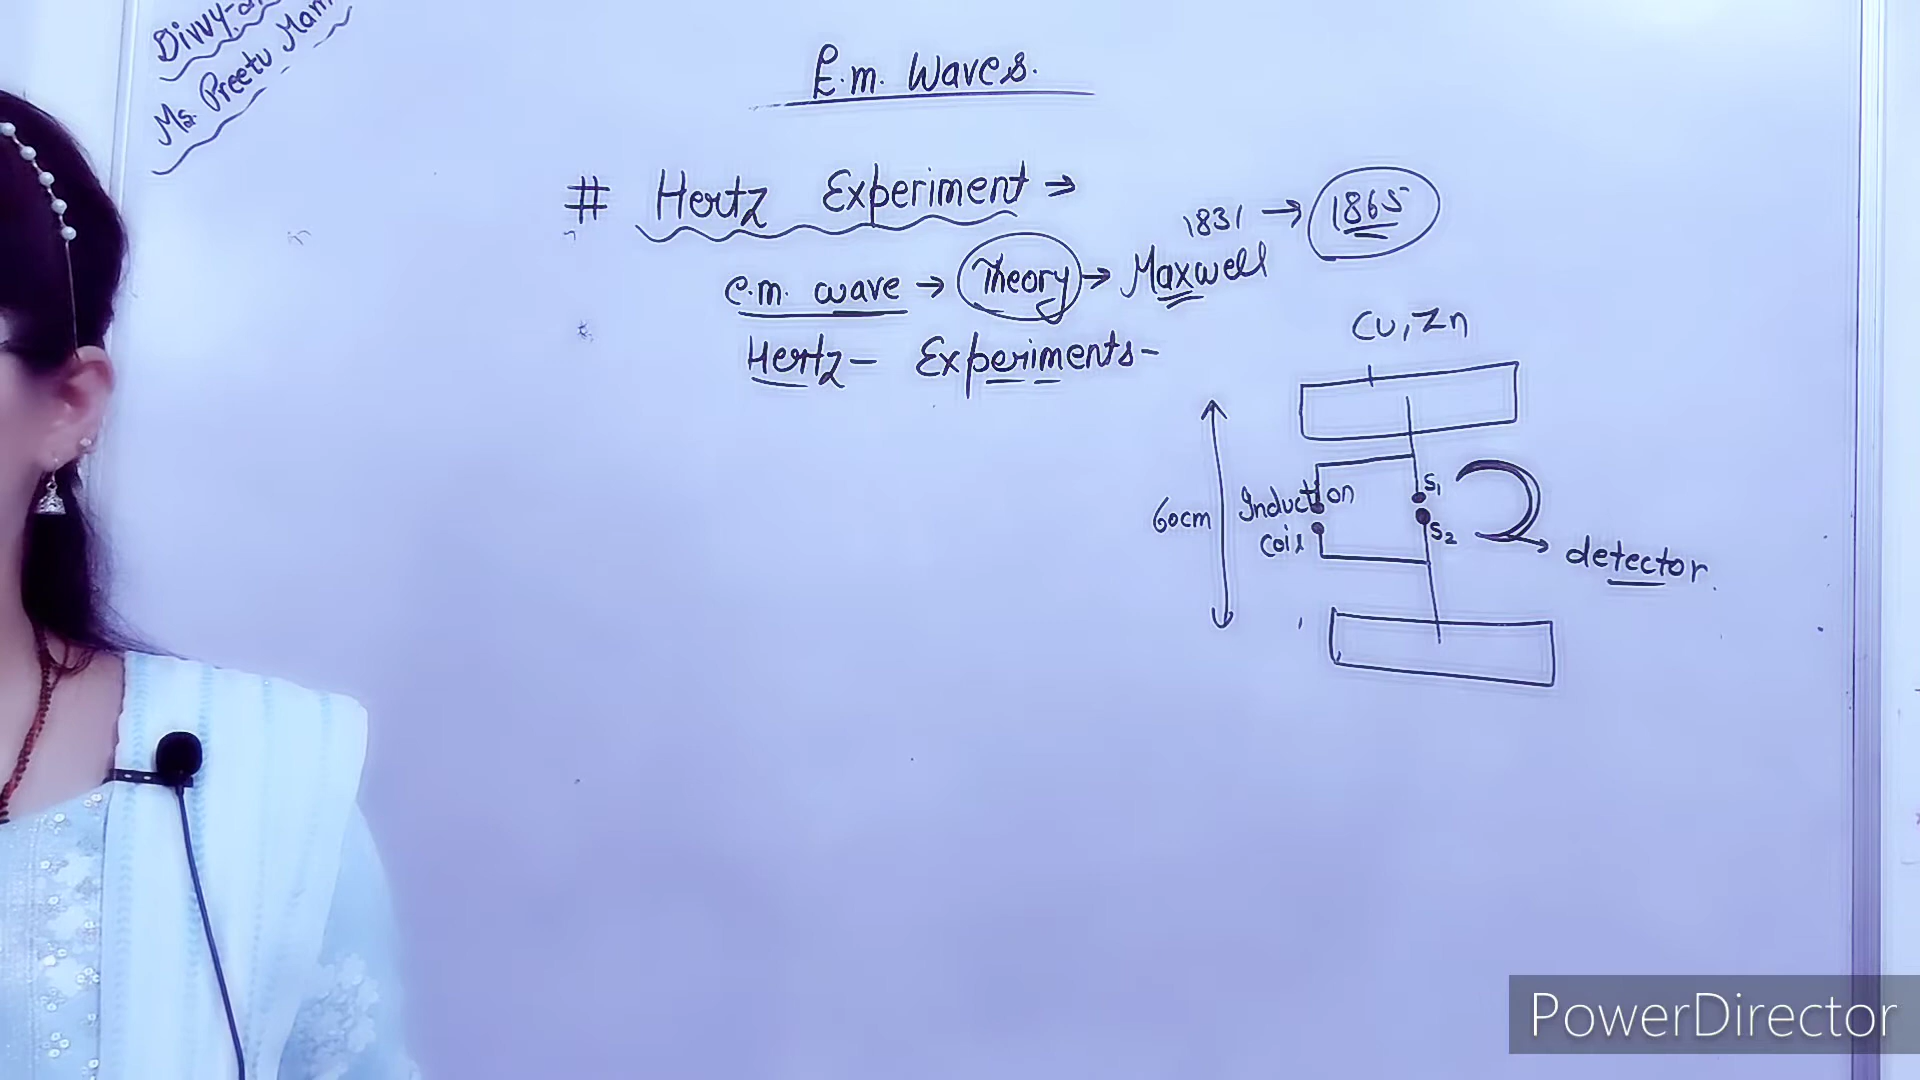 Ms. Preetu Mam
E.m. Waves.
# Hertz Experiment →
1831 → 1865
e.m. wave → Theory → Maxwell
Hertz - Experiments-
Cu, Zn
60cm
Induction
coil
S1
S2
detector.
PowerDirector